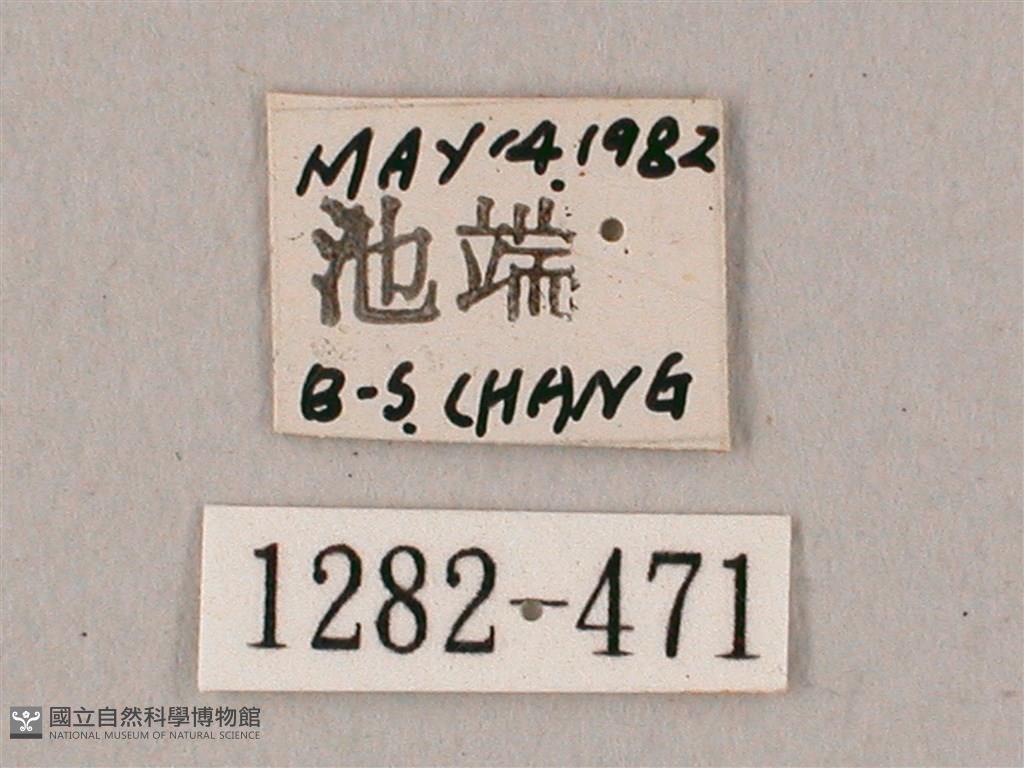 MAY.4.1982
池端
B-S. CHANG
1282-471
國立自然科學博物館
NATIONAL MUSEUM OF NATURAL SCIENCE